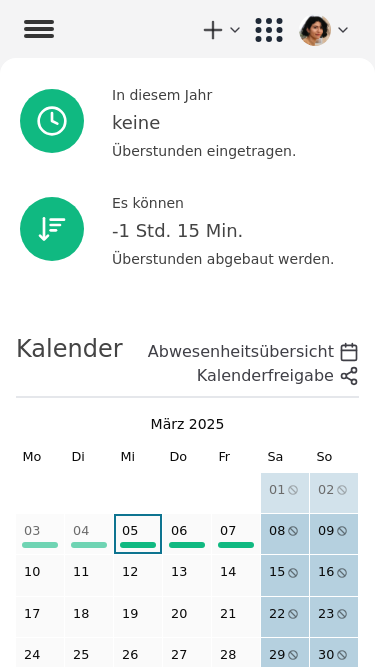 In diesem Jahr
keine
Überstunden eingetragen.
Es können
-1 Std. 15 Min.
Überstunden abgebaut werden.
Kalender
Abwesenheitsübersicht
Kalenderfreigabe
März 2025
Mo Di Mi Do Fr Sa So
01 02
03 04 05 06 07 08 09
10 11 12 13 14 15 16
17 18 19 20 21 22 23
24 25 26 27 28 29 30